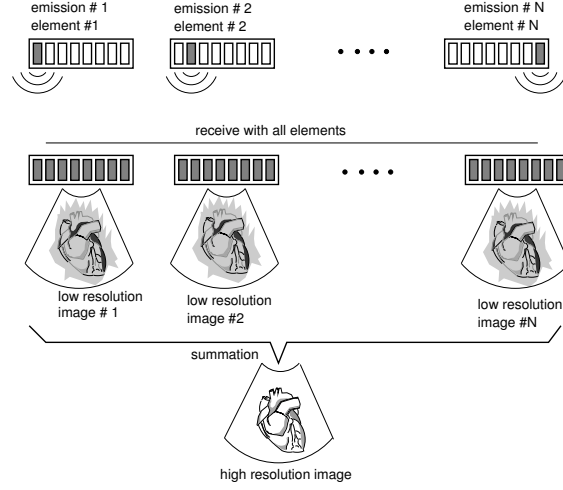 emission # 1
element #1
emission # 2
element # 2
emission # N
element # N
receive with all elements
low resolution
image # 1
low resolution
image #2
low resolution
image #N
summation
high resolution image